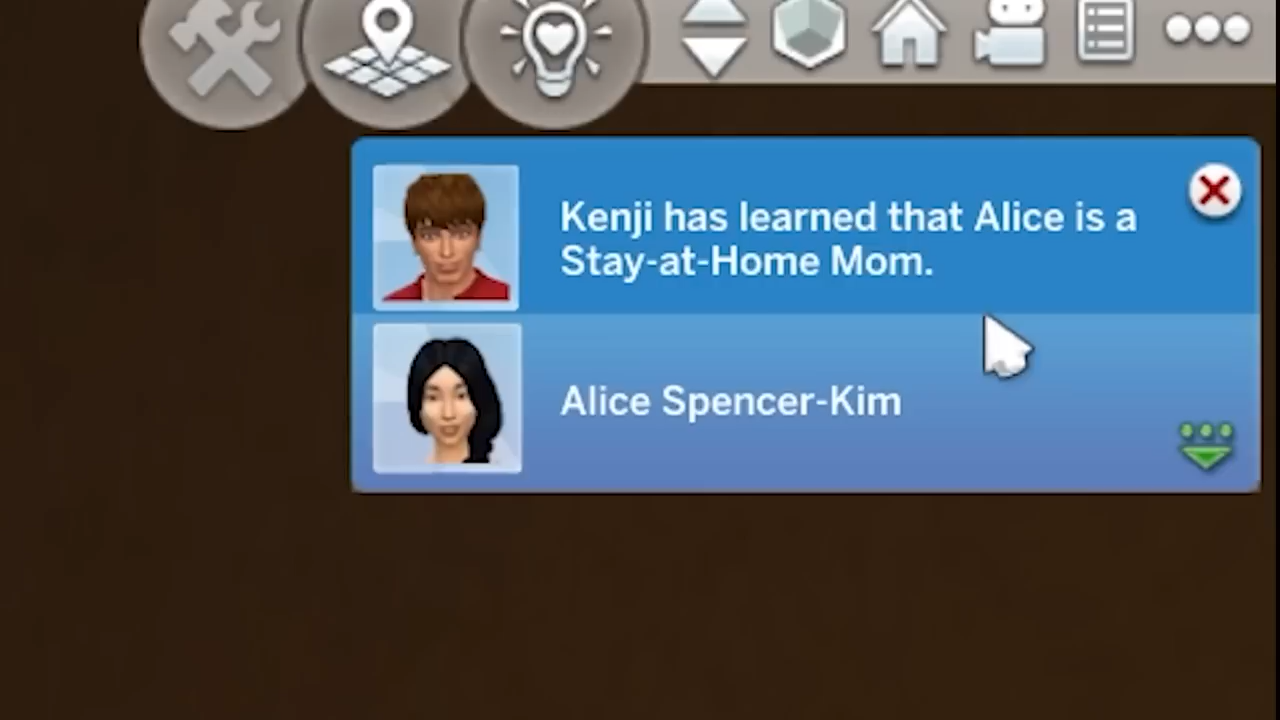 Kenji has learned that Alice is a
Stay-at-Home Mom.
Alice Spencer-Kim